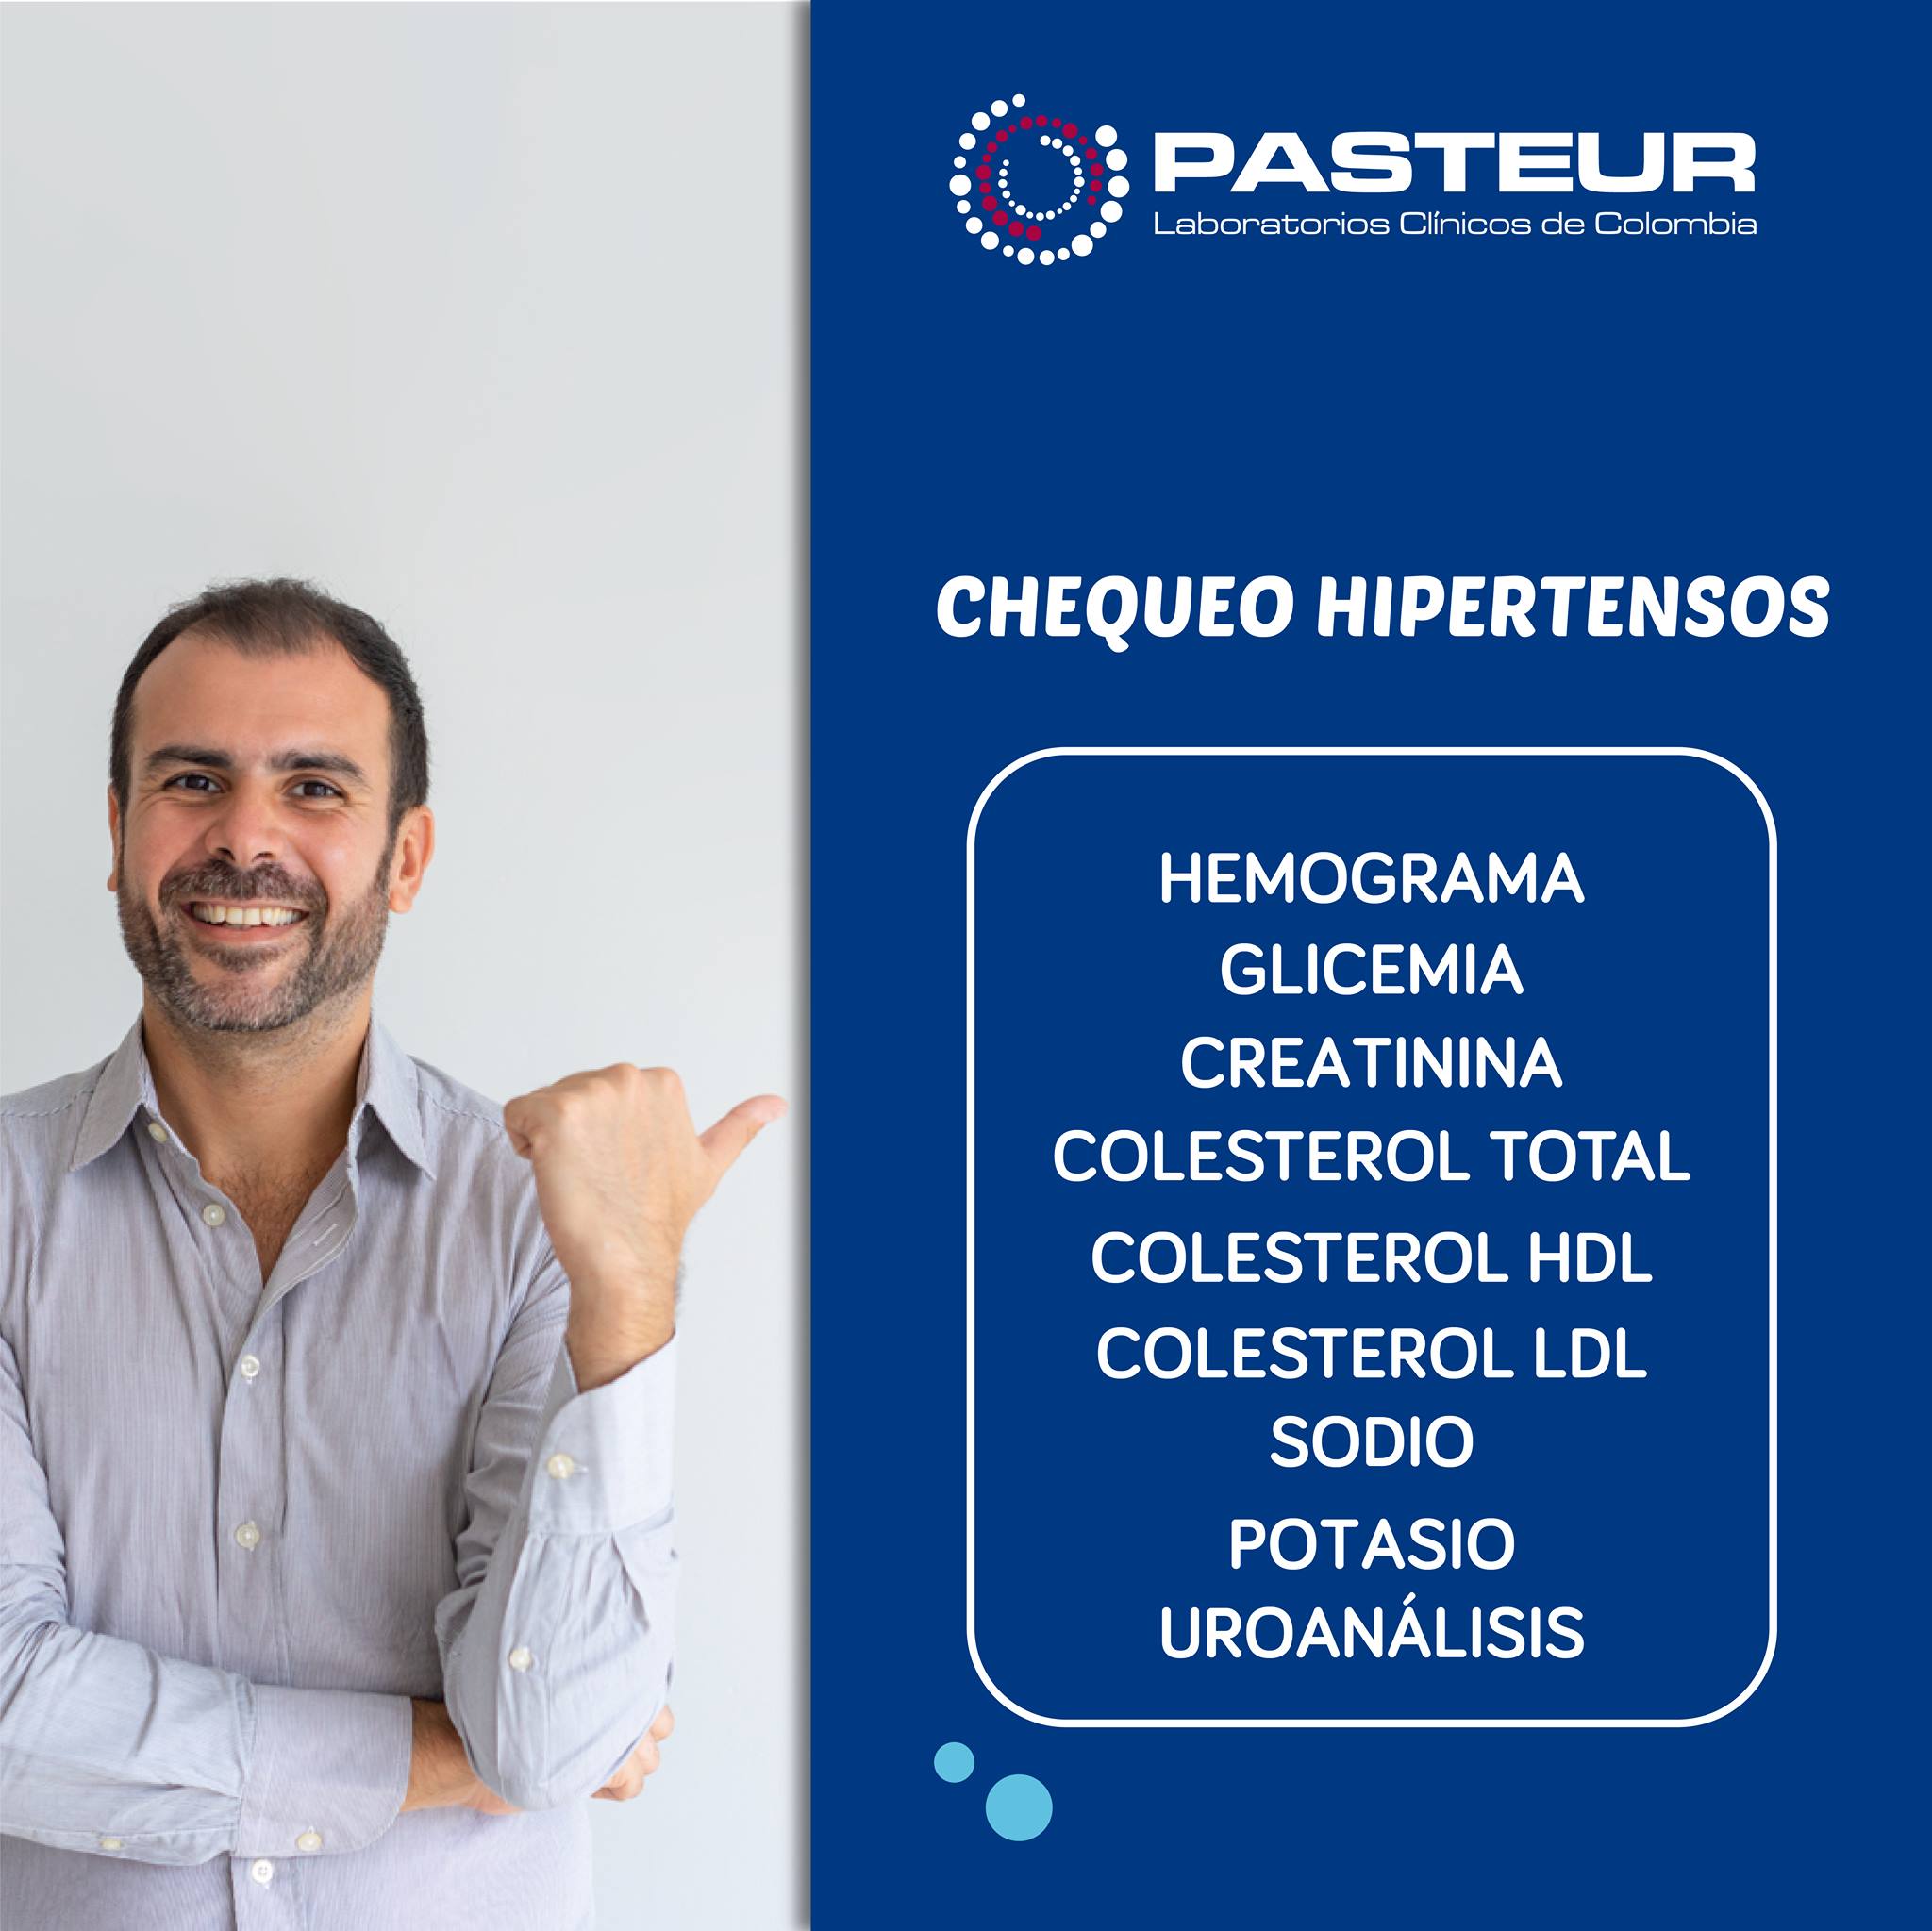 PASTEUR
Laboratorios Clínicos de Colombia
CHEQUEO HIPERTENSOS
HEMOGRAMA
GLICEMIA
CREATININA
COLESTEROL TOTAL
COLESTEROL HDL
COLESTEROL LDL
SODIO
POTASIO
UROANÁLISIS